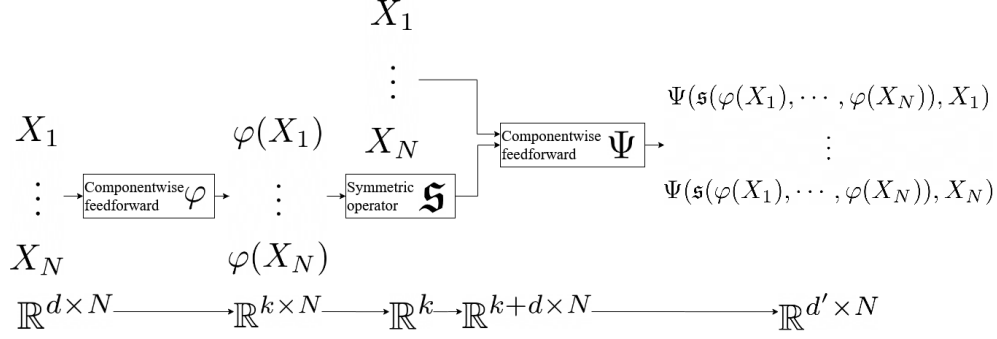 X_1
⋮
X_N
Componentwise
feedforward φ
φ(X_1)
⋮
φ(X_N)
Symmetric
operator 𝔰
X_1
⋮
X_N
Componentwise
feedforward Ψ
Ψ(𝔰(φ(X_1), ⋯ , φ(X_N)), X_1)
⋮
Ψ(𝔰(φ(X_1), ⋯ , φ(X_N)), X_N)
ℝ^{d×N} ℝ^{k×N} ℝ^k ℝ^{k+d×N} ℝ^{d′×N}